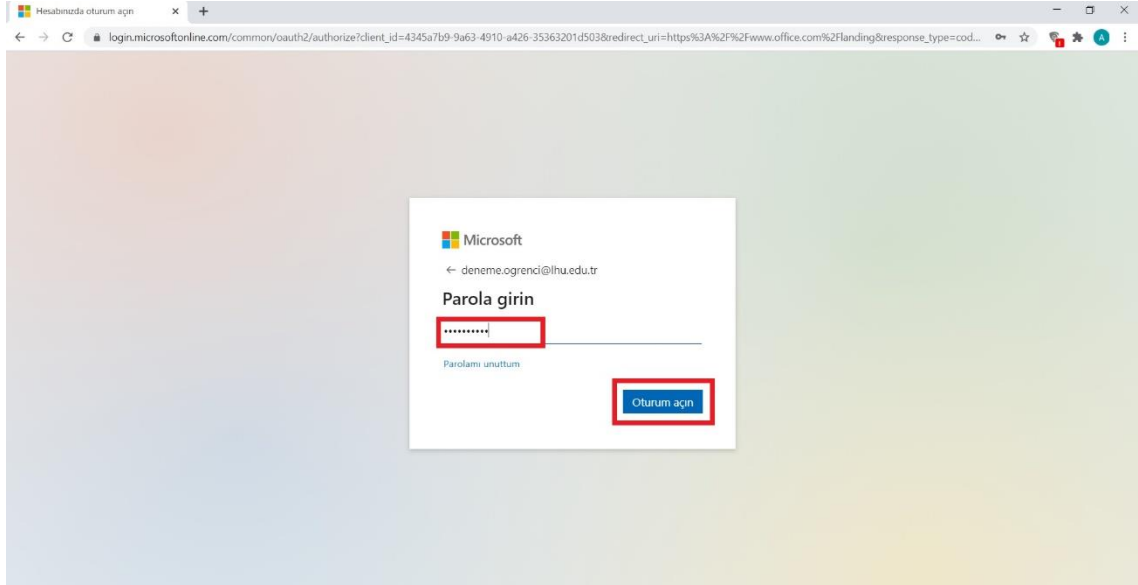 Hesabınızda oturum açın
login.microsoftonline.com/common/oauth2/authorize?client_id=4345a7b9-9a63-4910-a426-35363201d503&redirect_uri=https%3A%2F%2Fwww.office.com%2Flanding&response_type=cod...
A
Microsoft
← deneme.ogrenci@lhu.edu.tr
Parola girin
••••••••••
Parolamı unuttum
Oturum açın